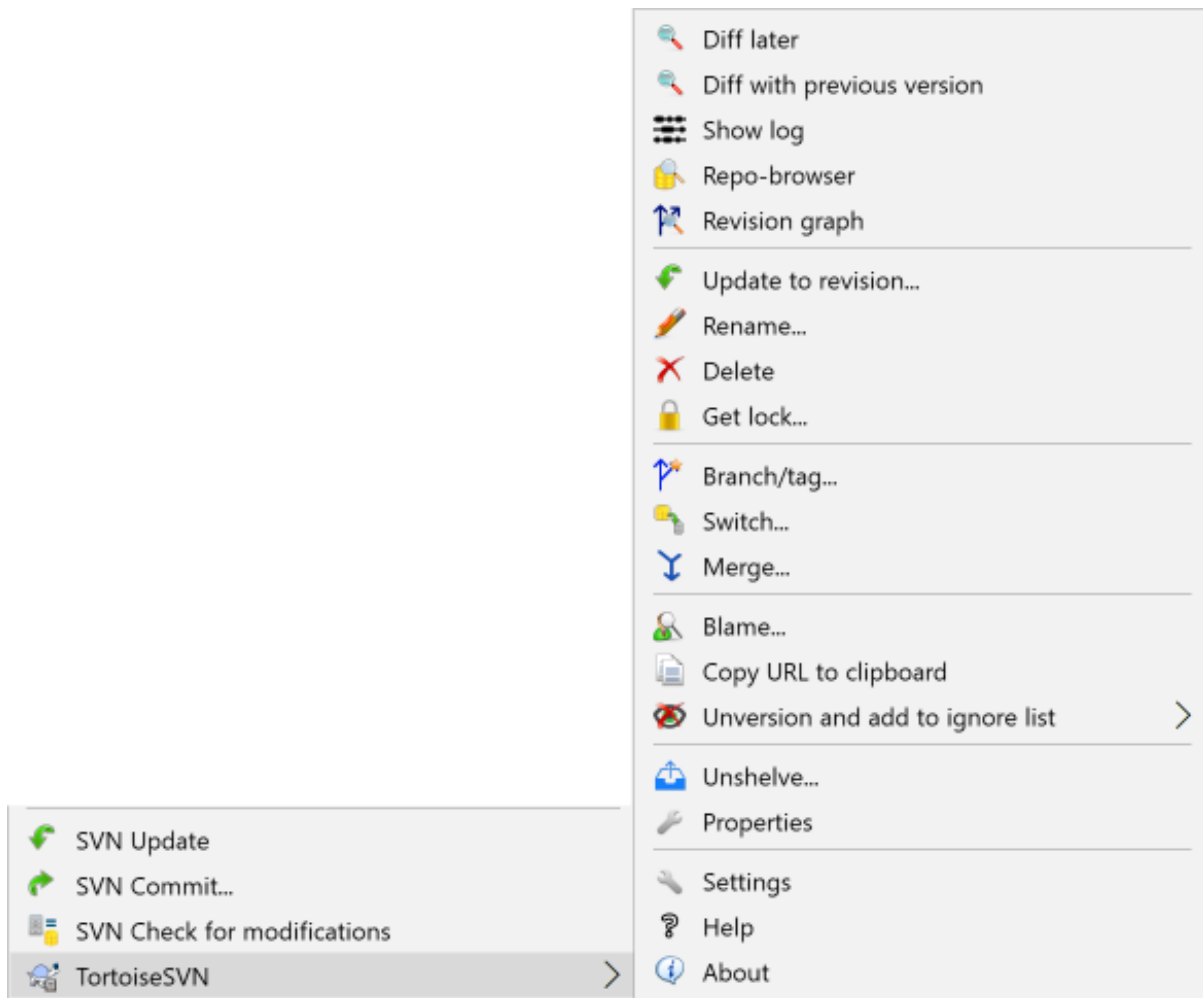 Diff later
Diff with previous version
Show log
Repo-browser
Revision graph
Update to revision...
Rename...
Delete
Get lock...
Branch/tag...
Switch...
Merge...
Blame...
Copy URL to clipboard
Unversion and add to ignore list
Unshelve...
Properties
Settings
Help
About
SVN Update
SVN Commit...
SVN Check for modifications
TortoiseSVN